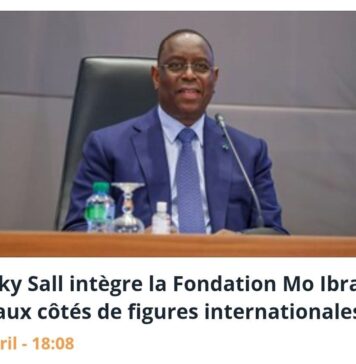 ky Sall intègre la Fondation Mo Ibra
aux côtés de figures internationales
ril - 18:08